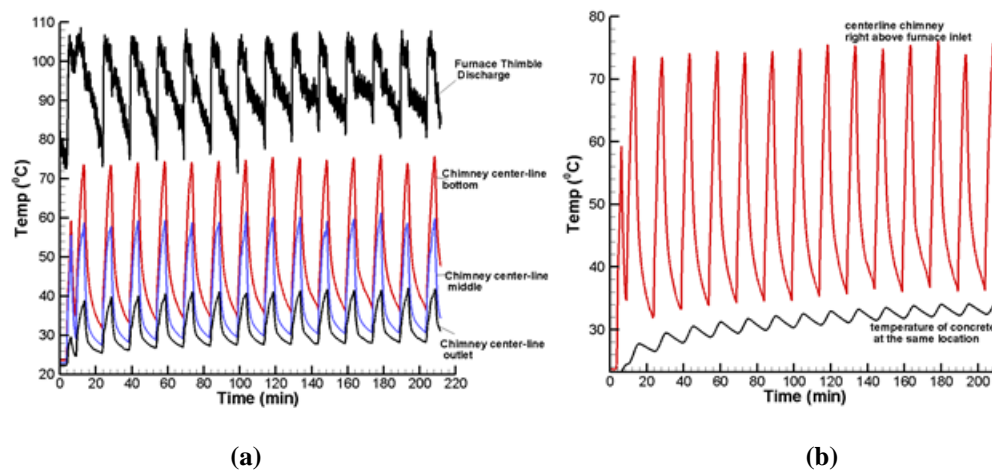 110
100
90
80
70
60
50
40
30
20
Temp (⁰C)
0 20 40 60 80 100 120 140 160 180 200 220
Time (min)
Furnace Thimble
Discharge
Chimney center-line
bottom
Chimney center-line
middle
Chimney center-line
outlet
(a)
80
70
60
50
40
30
Temp (⁰C)
0 20 40 60 80 100 120 140 160 180 200
Time (min)
centerline chimney
right above furnace inlet
temperature of concrete
at the same location
(b)